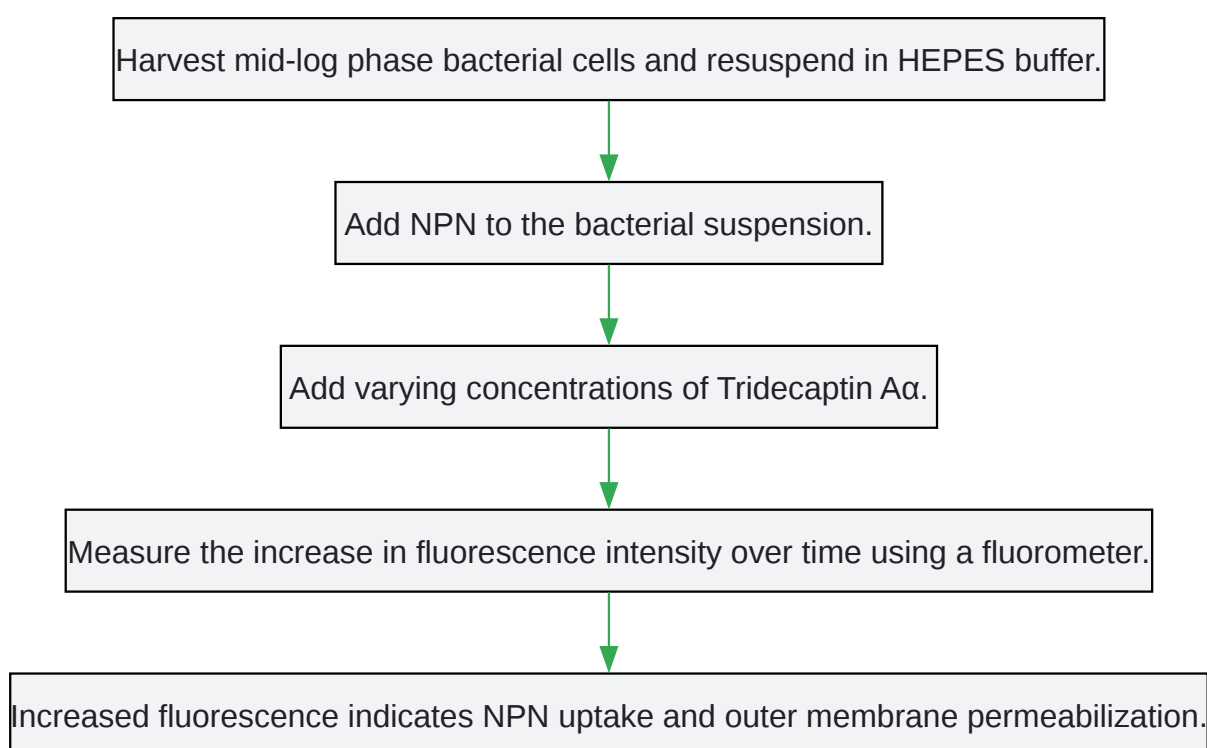 Harvest mid-log phase bacterial cells and resuspend in HEPES buffer.
Add NPN to the bacterial suspension.
Add varying concentrations of Tridecaptin Aα.
Measure the increase in fluorescence intensity over time using a fluorometer.
Increased fluorescence indicates NPN uptake and outer membrane permeabilization.